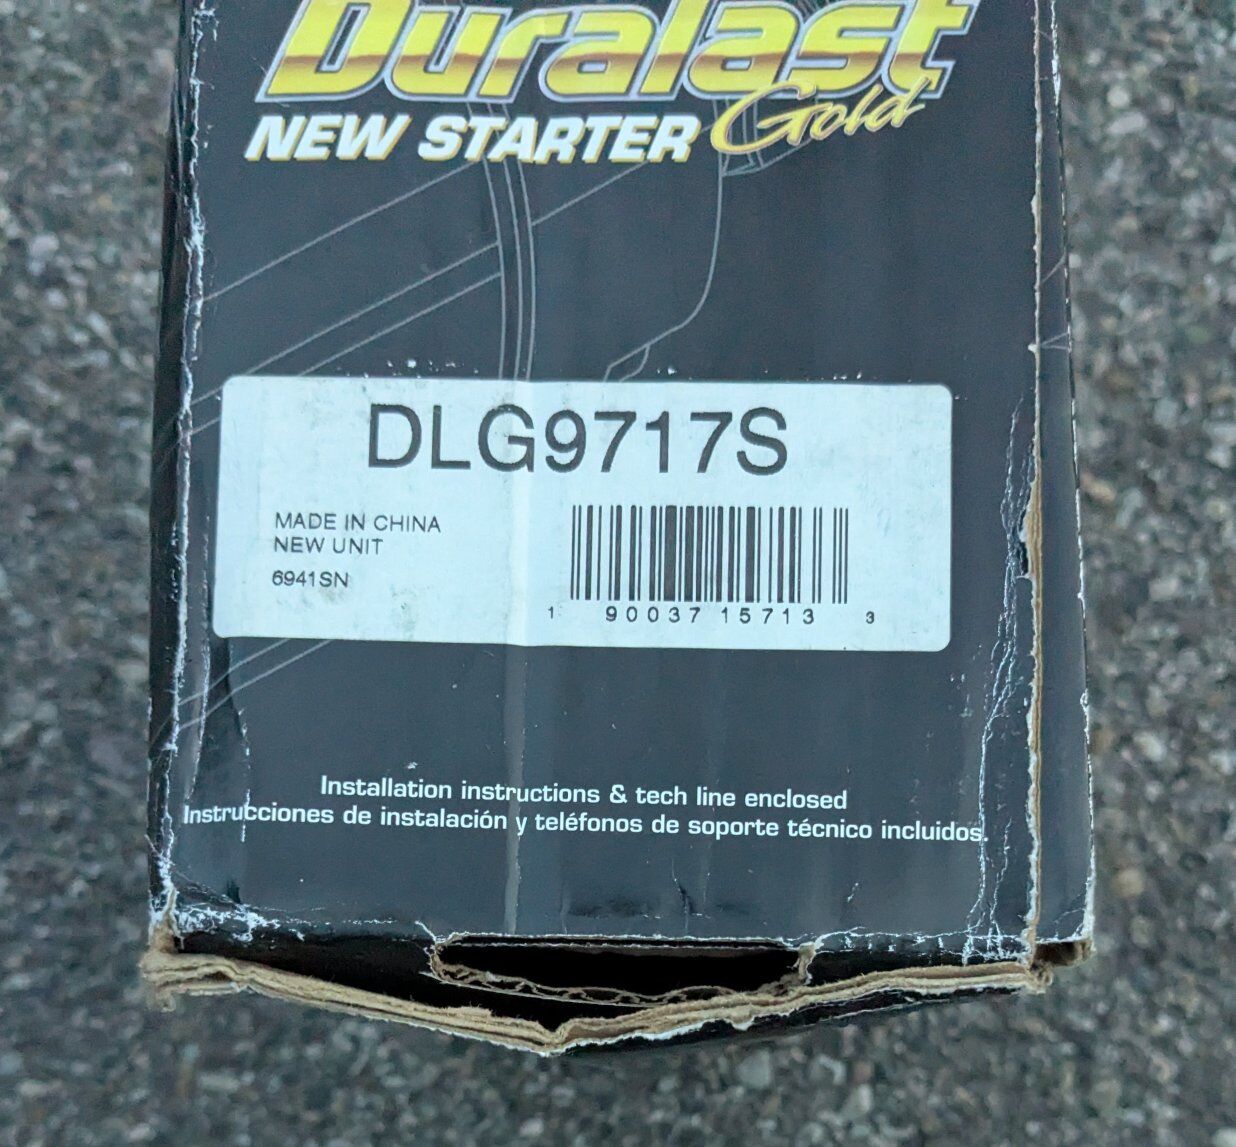 Duralast
NEW STARTER Gold
DLG9717S
MADE IN CHINA
NEW UNIT
6941SN
1 90037 15713 3
Installation instructions & tech line enclosed
Instrucciones de instalación y teléfonos de soporte técnico incluidos.